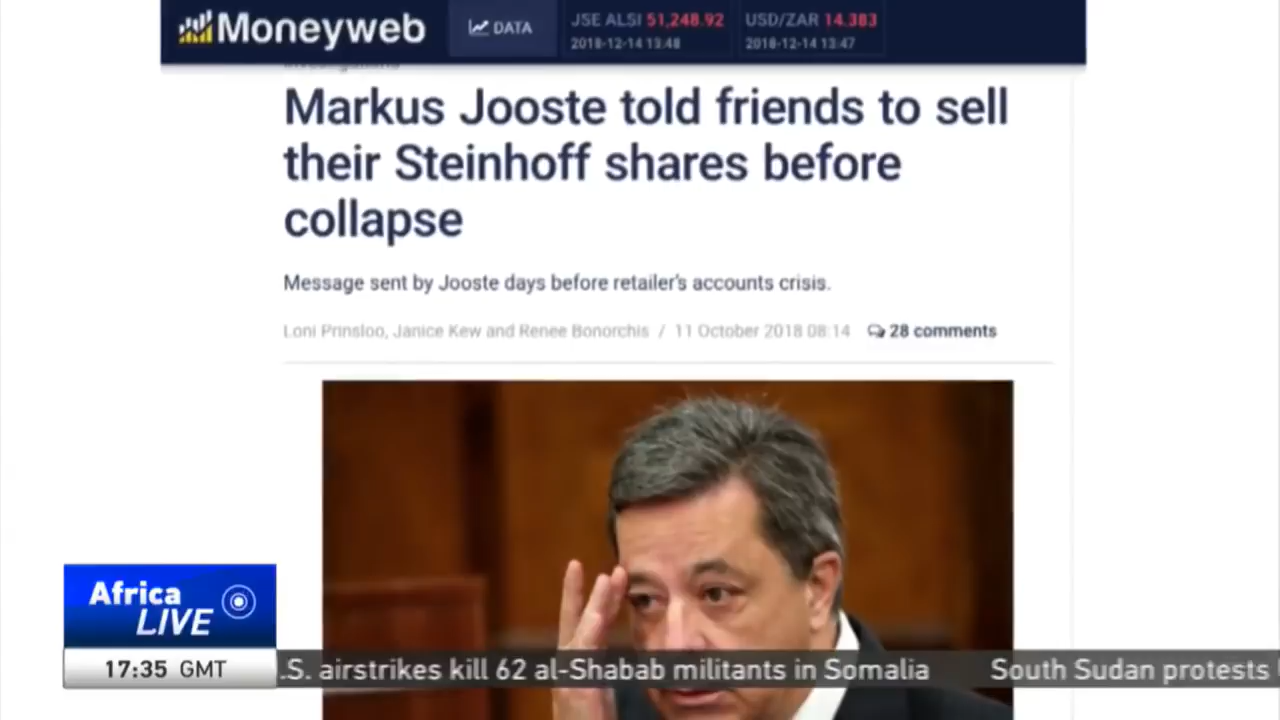 Moneyweb
DATA
JSE ALSI 51,248.92
2018-12-14 13:48
USD/ZAR 14.383
2018-12-14 13:47
Markus Jooste told friends to sell
their Steinhoff shares before
collapse
Message sent by Jooste days before retailer's accounts crisis.
Loni Prinsloo, Janice Kew and Renee Bonorchis / 11 October 2018 08:14 28 comments
Africa
LIVE
17:35 GMT
.S. airstrikes kill 62 al-Shabab militants in Somalia South Sudan protests